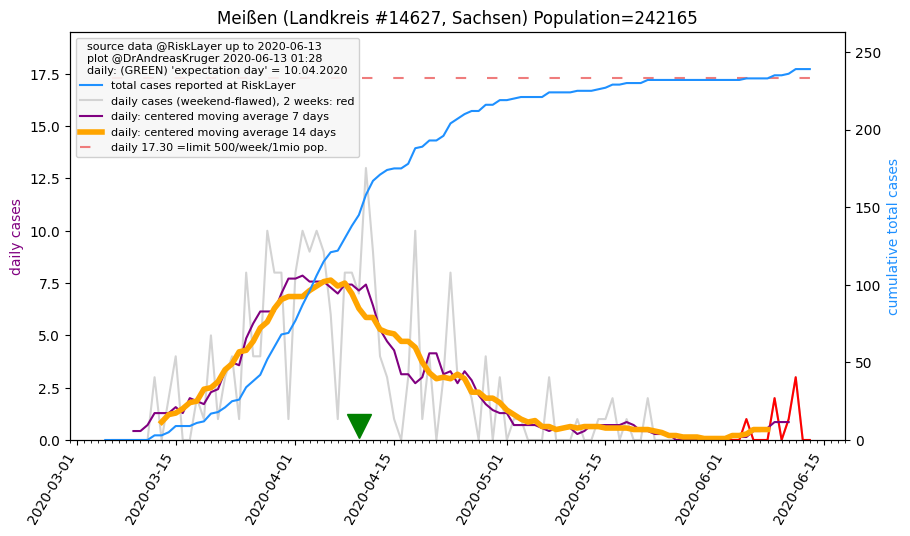 Meißen (Landkreis #14627, Sachsen) Population=242165
source data @RiskLayer up to 2020-06-13
plot @DrAndreasKruger 2020-06-13 01:28
daily: (GREEN) 'expectation day' = 10.04.2020
total cases reported at RiskLayer
daily cases (weekend-flawed), 2 weeks: red
daily: centered moving average 7 days
daily: centered moving average 14 days
daily 17.30 =limit 500/week/1mio pop.
daily cases
17.5
15.0
12.5
10.0
7.5
5.0
2.5
0.0
cumulative total cases
250
200
150
100
50
0
2020-03-01
2020-03-15
2020-04-01
2020-04-15
2020-05-01
2020-05-15
2020-06-01
2020-06-15